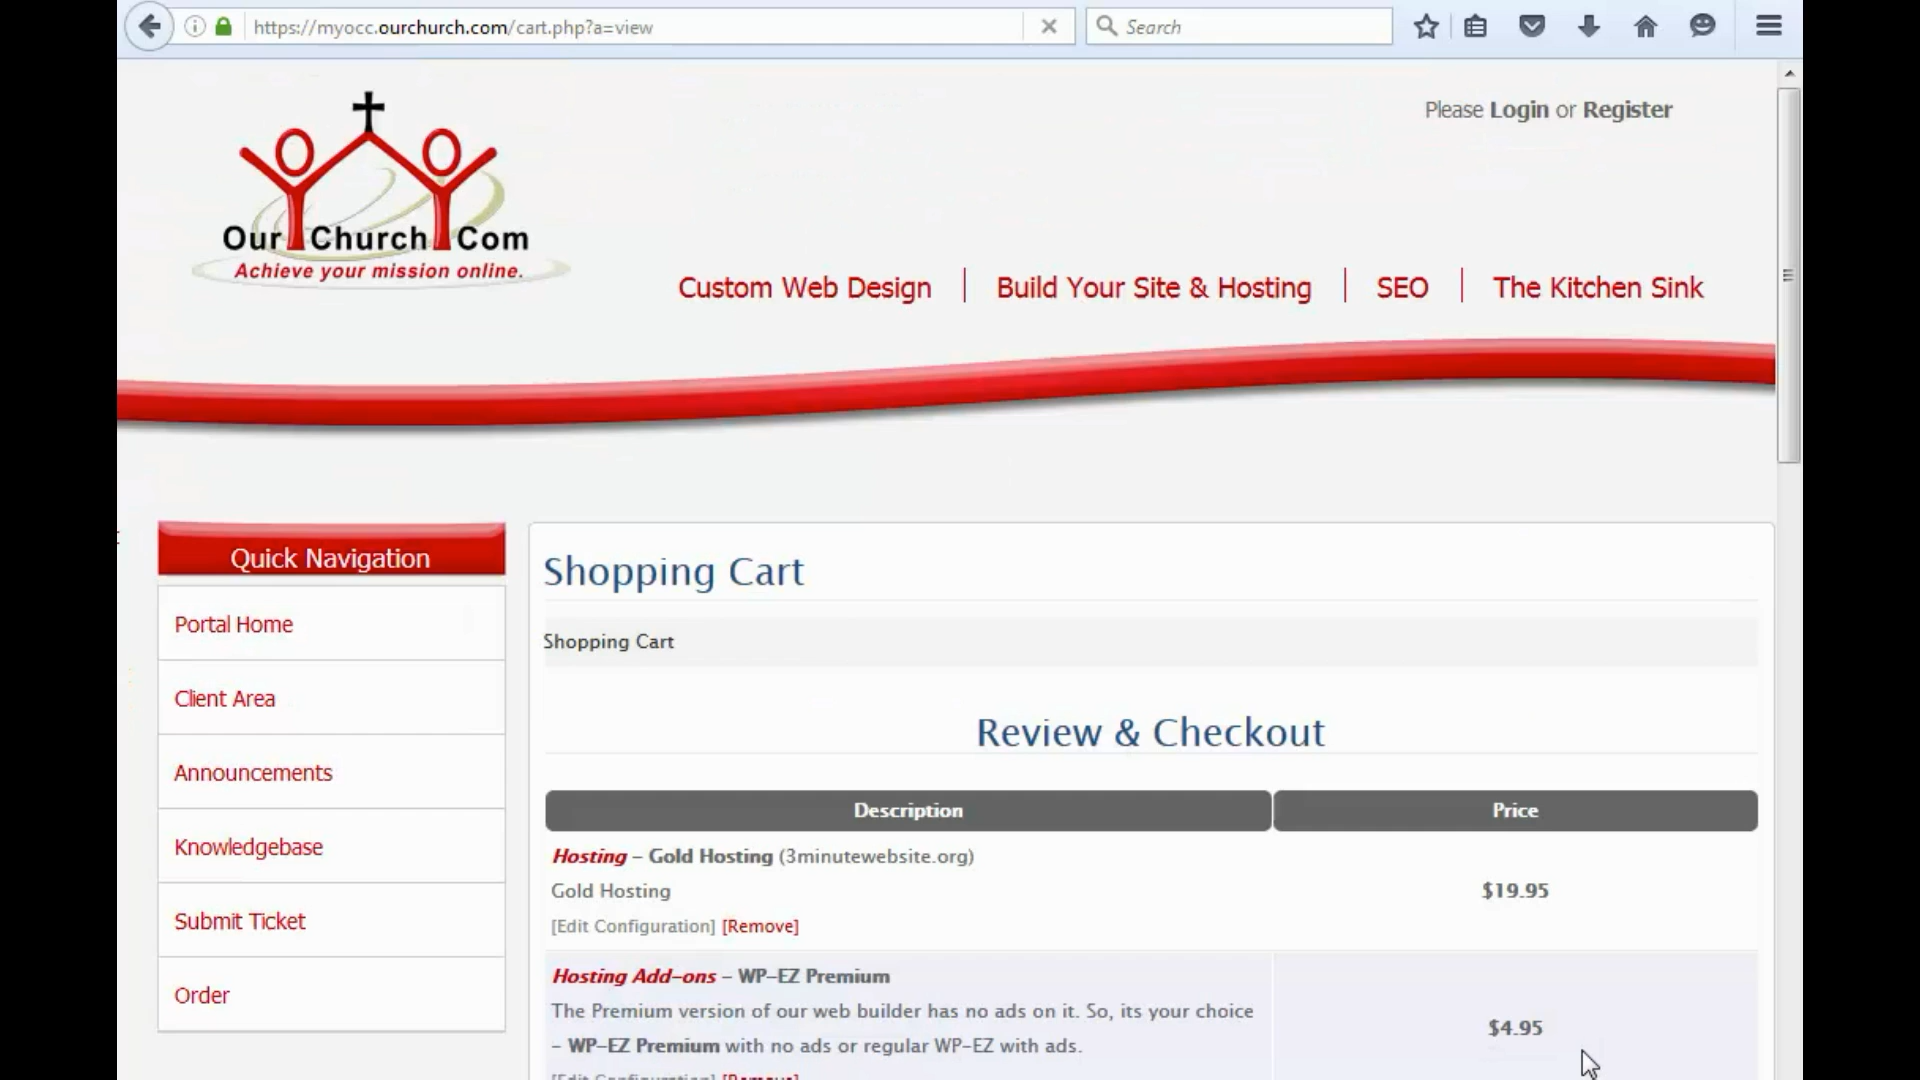 https://myocc.ourchurch.com/cart.php?a=view
Search
Please Login or Register
Our Church Com
Achieve your mission online.
Custom Web Design
Build Your Site & Hosting
SEO
The Kitchen Sink
Quick Navigation
Portal Home
Client Area
Announcements
Knowledgebase
Submit Ticket
Order
Shopping Cart
Shopping Cart
Review & Checkout
Description
Price
Hosting – Gold Hosting (3minutewebsite.org)
Gold Hosting
[Edit Configuration] [Remove]
$19.95
Hosting Add-ons – WP-EZ Premium
The Premium version of our web builder has no ads on it. So, its your choice
– WP-EZ Premium with no ads or regular WP-EZ with ads.
$4.95
[Edit Configuration] [Remove]